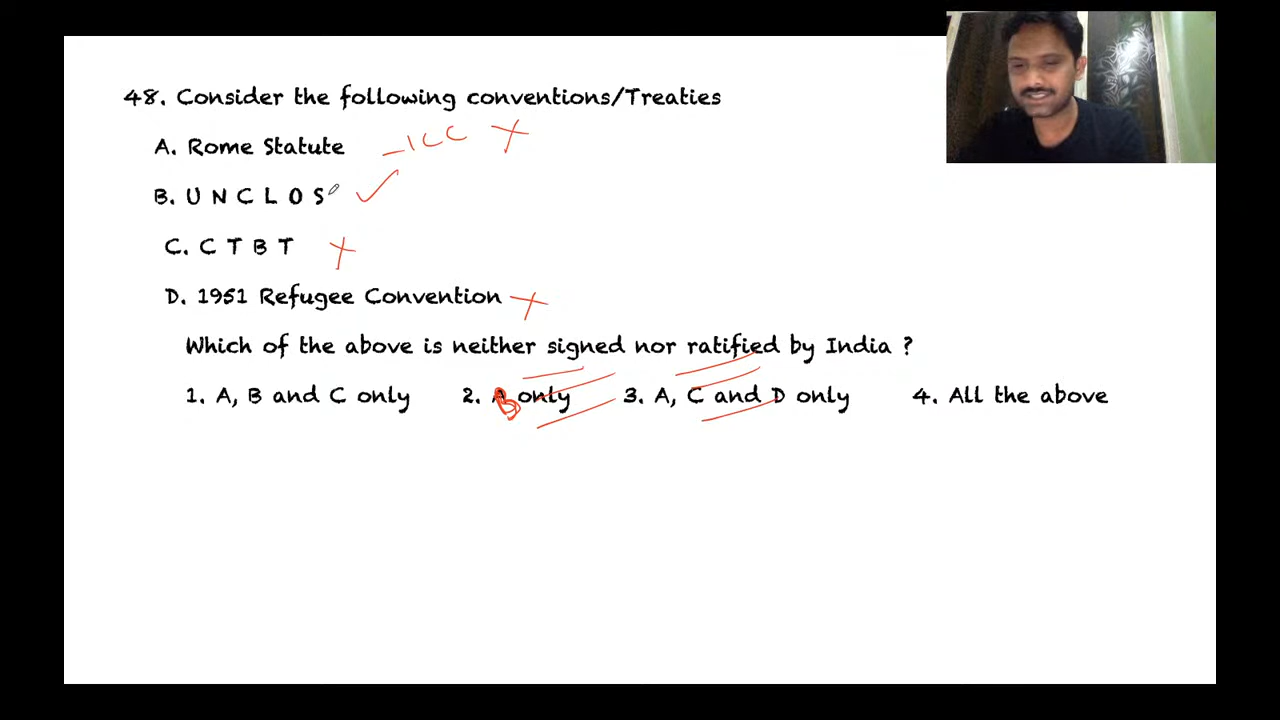 48. Consider the following conventions/Treaties
A. Rome Statute – ICC X
B. U N C L O S ✓
C. C T B T X
D. 1951 Refugee Convention X
Which of the above is neither signed nor ratified by India ?
1. A, B and C only 2. B only 3. A, C and D only 4. All the above